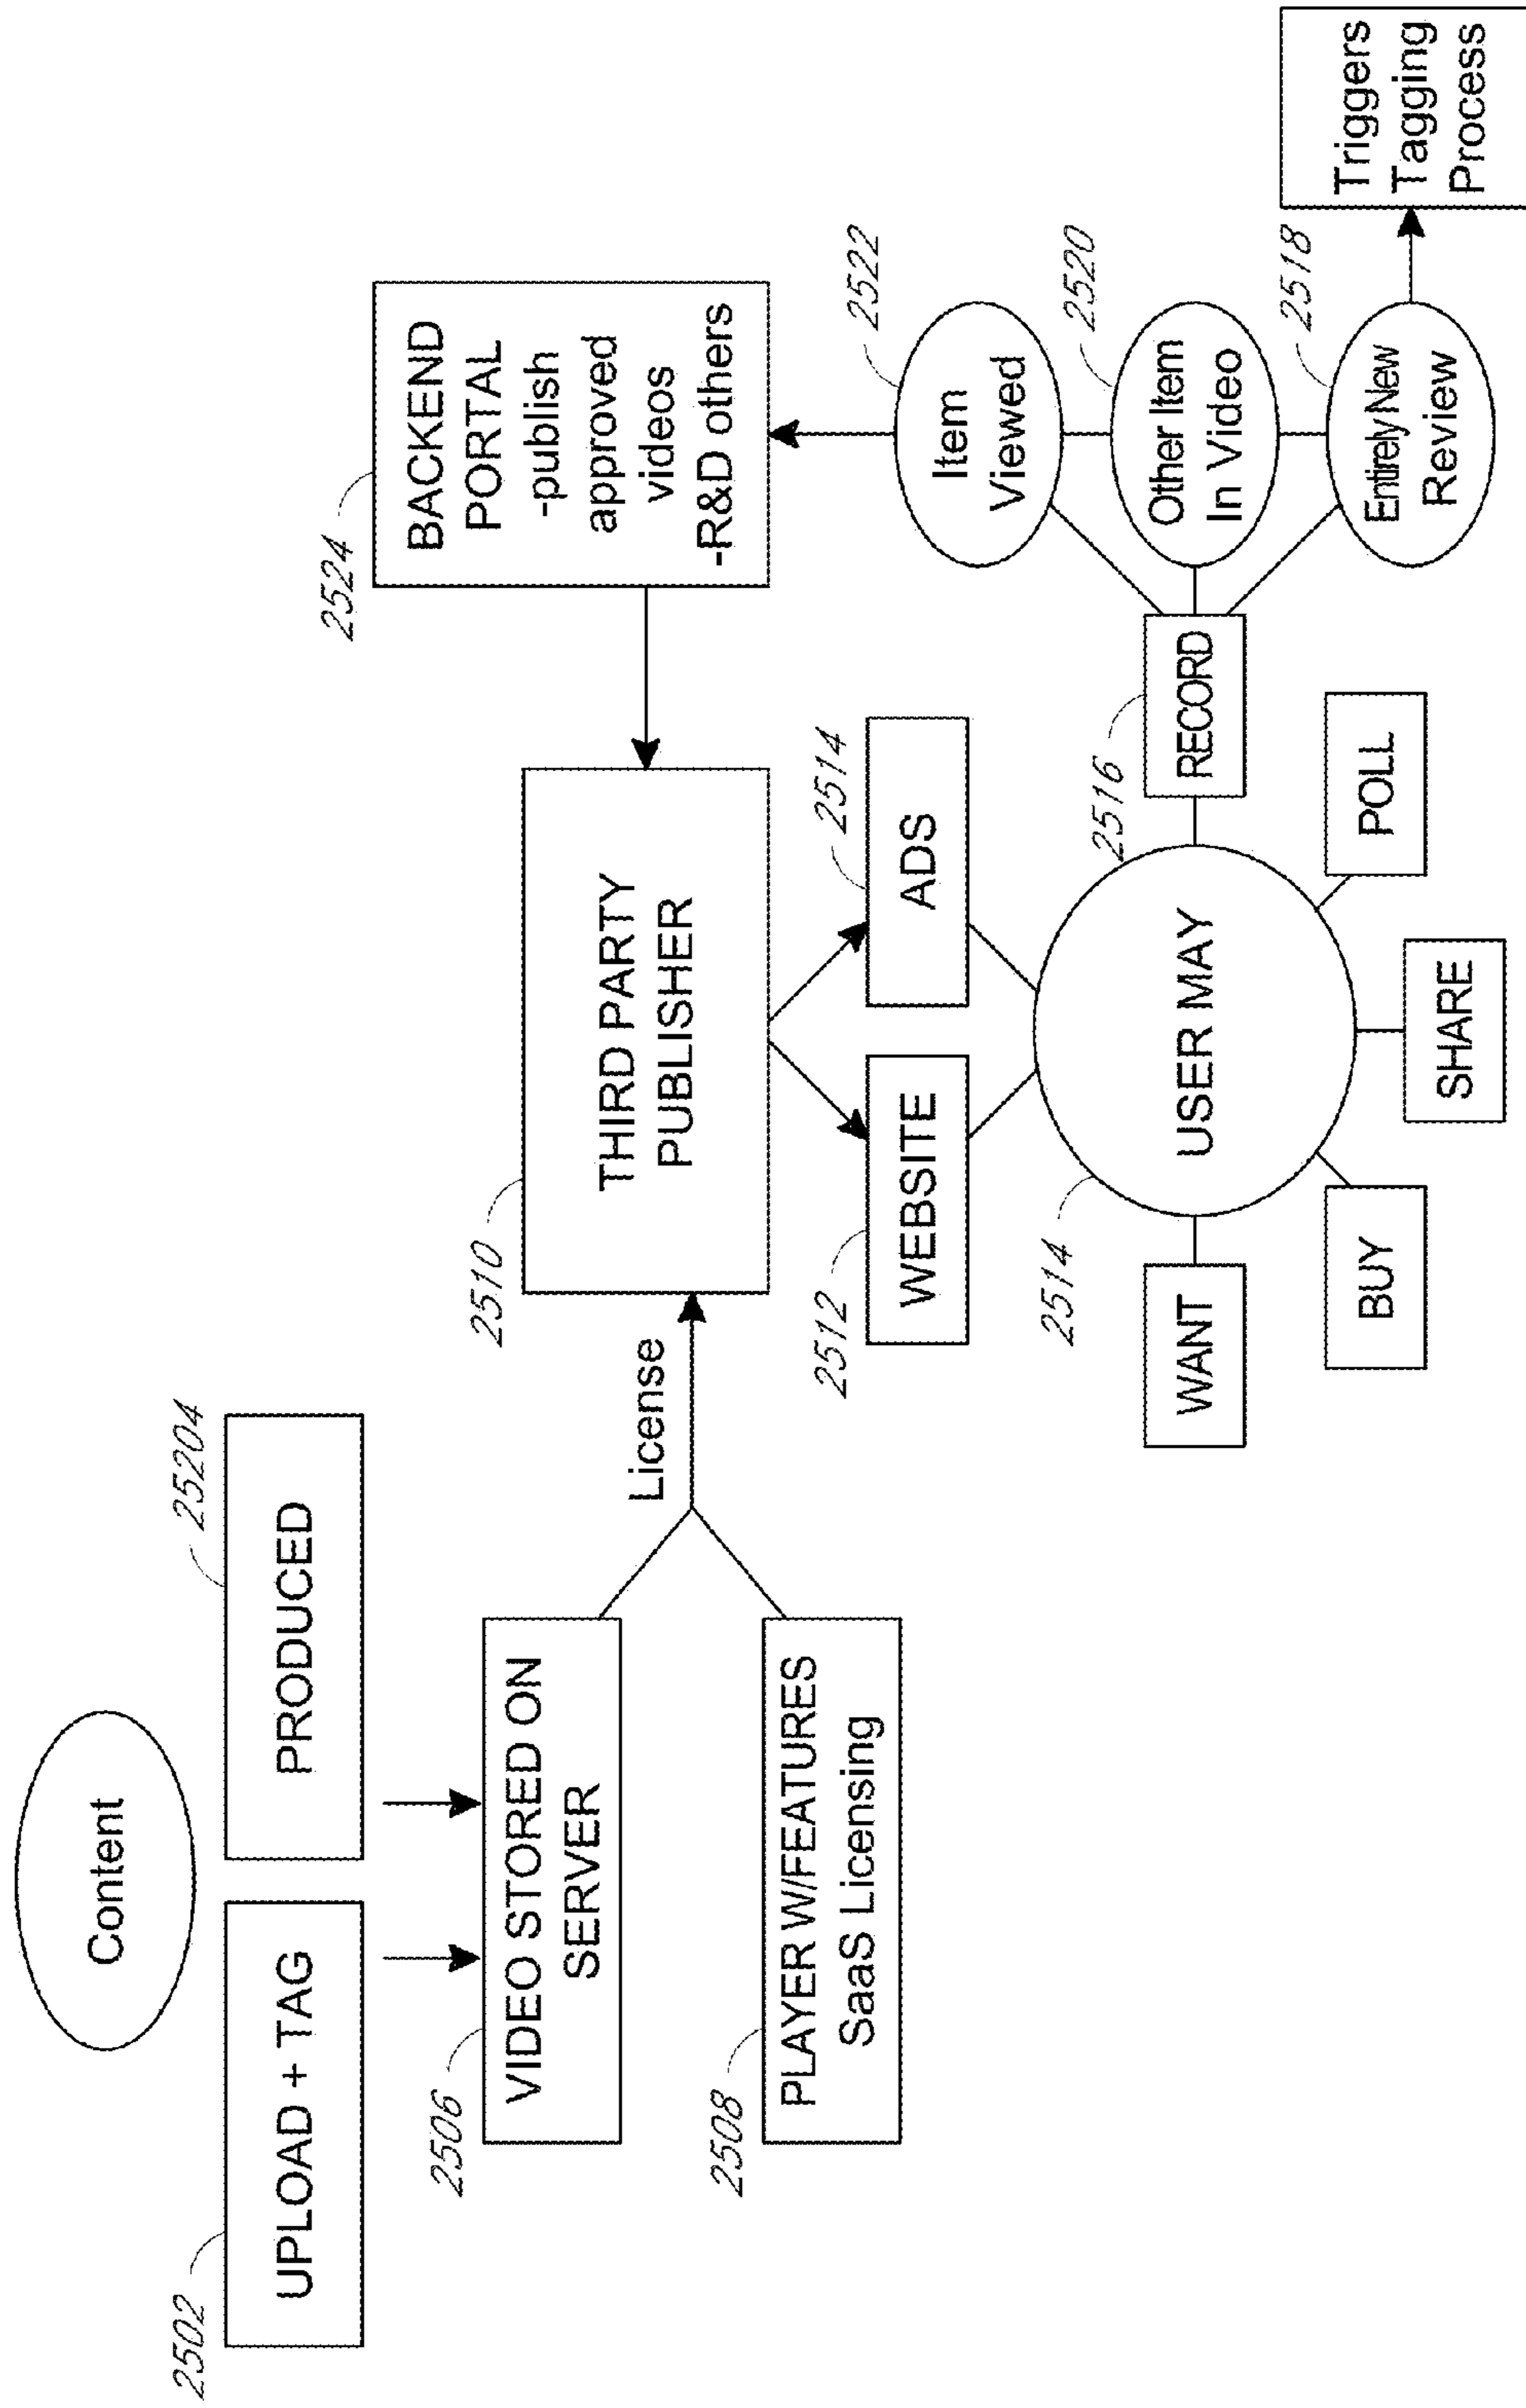 Content
2502
UPLOAD + TAG
25204
PRODUCED
2506
VIDEO STORED ON
SERVER
2508
PLAYER W/FEATURES
SaaS Licensing
License
2510
THIRD PARTY
PUBLISHER
2524
BACKEND
PORTAL
-publish
approved
videos
-R&D others
2512
WEBSITE
2514
ADS
2514
USER MAY
WANT
BUY
SHARE
POLL
2516
RECORD
2522
Item
Viewed
2520
Other Item
In Video
2518
Entirely New
Review
Triggers
Tagging
Process